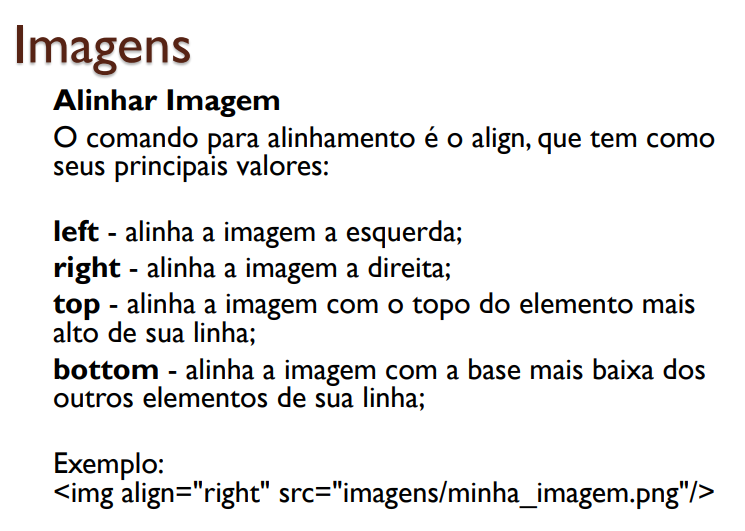 Imagens
Alinhar Imagem
O comando para alinhamento é o align, que tem como
seus principais valores:
left - alinha a imagem a esquerda;
right - alinha a imagem a direita;
top - alinha a imagem com o topo do elemento mais
alto de sua linha;
bottom - alinha a imagem com a base mais baixa dos
outros elementos de sua linha;
Exemplo:
<img align="right" src="imagens/minha_imagem.png"/>